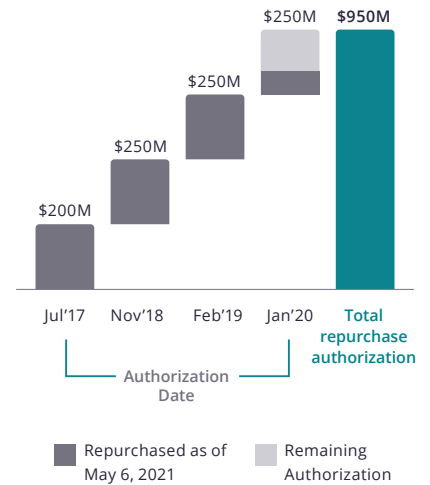 $250M
$950M
$250M
$250M
$200M
Jul’17
Nov’18
Feb’19
Jan’20
Total
repurchase
authorization
Authorization
Date
Repurchased as of
May 6, 2021
Remaining
Authorization